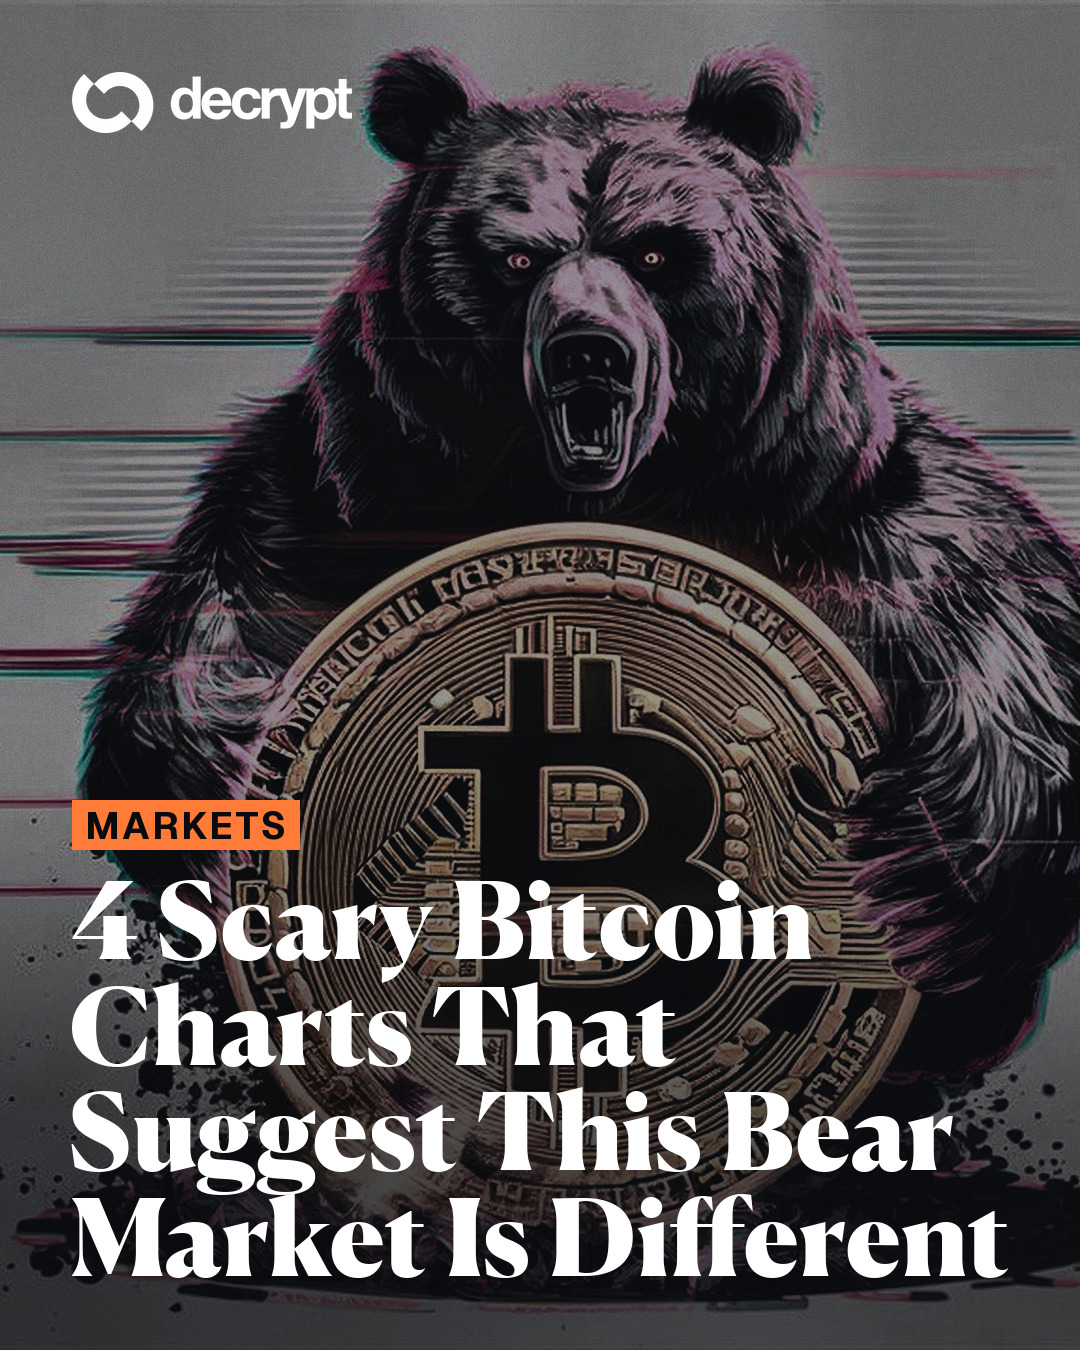 decrypt
MARKETS
4 Scary Bitcoin
Charts That
Suggest This Bear
Market Is Different